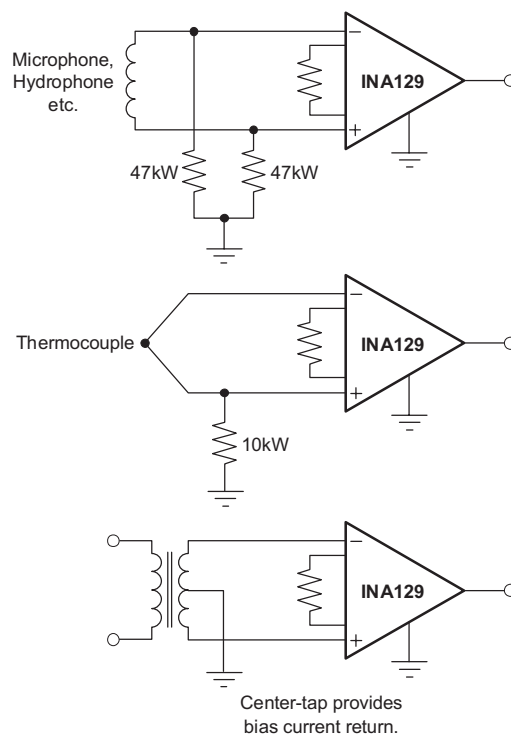 Microphone,
Hydrophone
etc.
−
INA129
+
47kW
47kW
−
Thermocouple
INA129
+
10kW
−
INA129
+
Center-tap provides
bias current return.